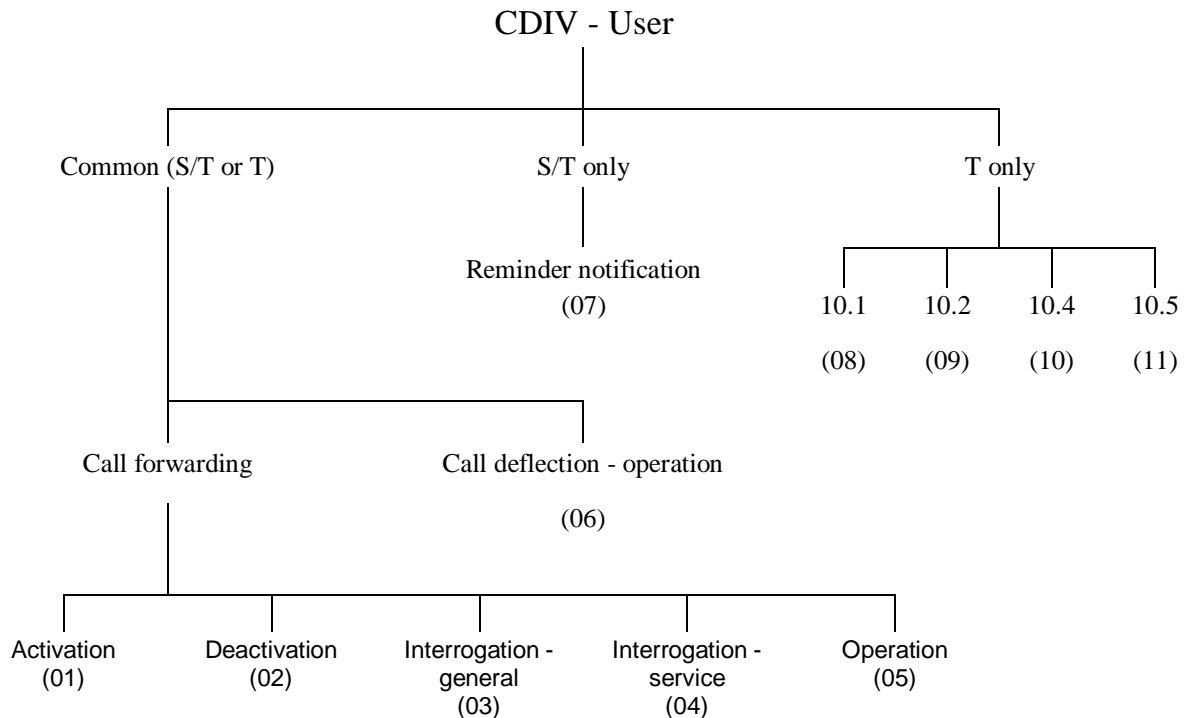 CDIV - User
Common (S/T or T)
S/T only
T only
Reminder notification
(07)
10.1
10.2
10.4
10.5
(08)
(09)
(10)
(11)
Call forwarding
Call deflection - operation
(06)
Activation
(01)
Deactivation
(02)
Interrogation -
general
(03)
Interrogation -
service
(04)
Operation
(05)